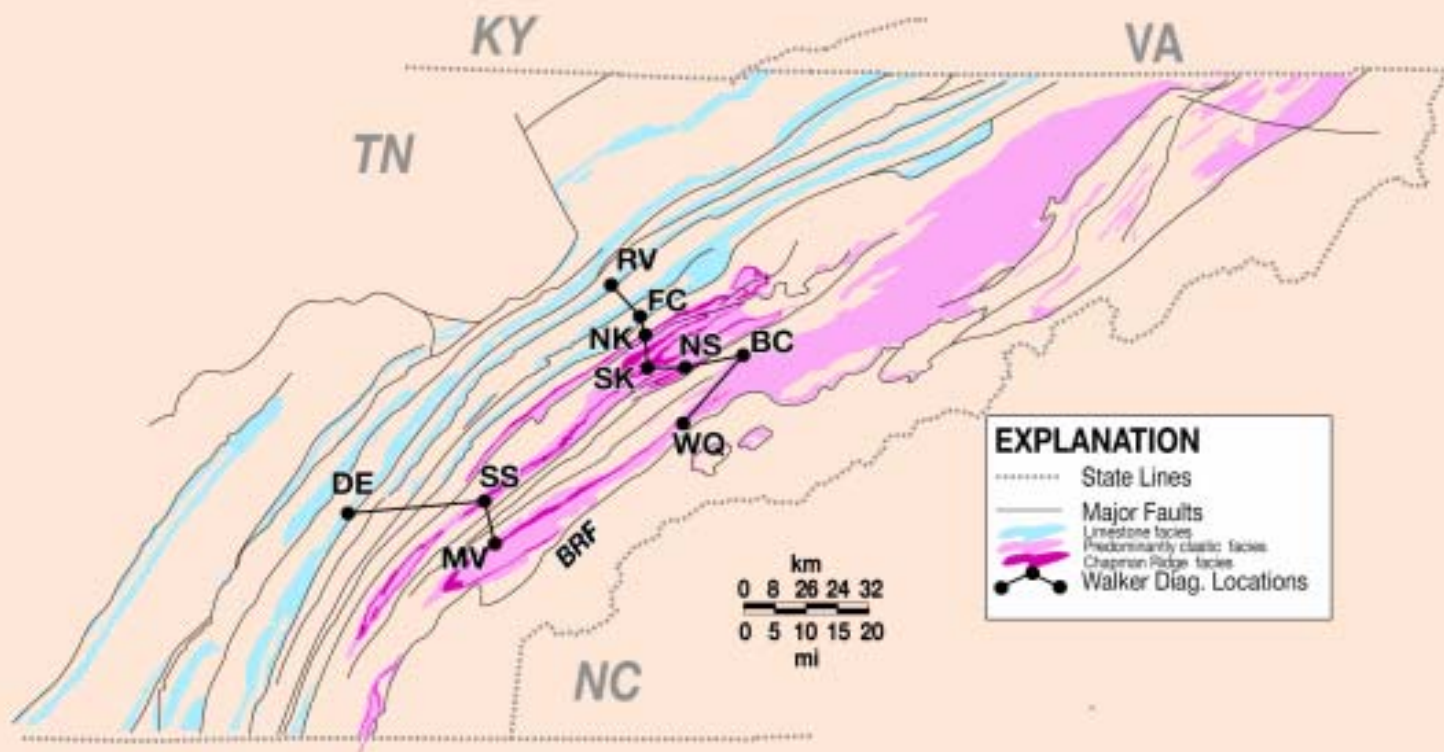 KY
VA
TN
RV
FC
NK
NS
BC
SK
WQ
DE
SS
MV
BRF
NC
EXPLANATION
State Lines
Major Faults
Limestone facies
Predominantly clastic facies
Chapman Ridge facies
Walker Diag. Locations
km
0 8 26 24 32
0 5 10 15 20
mi